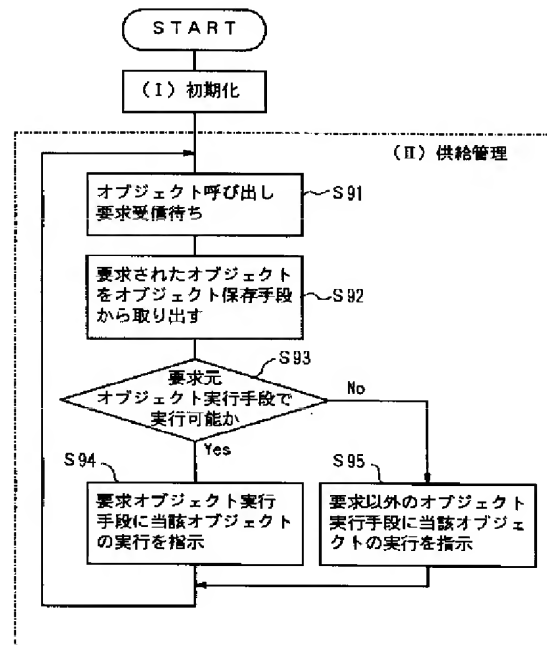 START
(I)初期化
(II)供給管理
オブジェクト呼び出し
要求受信待ち
S91
要求されたオブジェクト
をオブジェクト保存手段
から取り出す
S92
S93
要求元
オブジェクト実行手段で
実行可能か
No
Yes
S94
要求オブジェクト実行
手段に当該オブジェクト
の実行を指示
S95
要求以外のオブジェクト
実行手段に当該オブジェ
クトの実行を指示